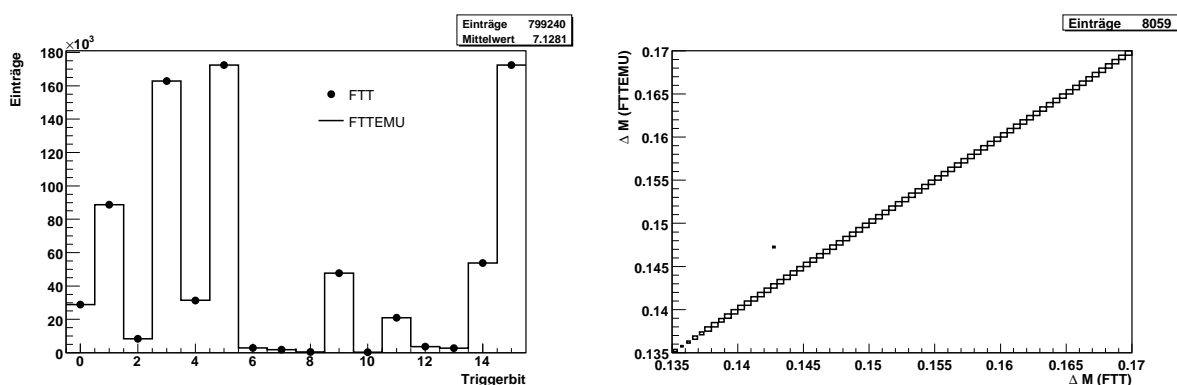 Einträge 799240
Mittelwert 7.1281
×10³
Einträge
180
160
140
120
100
80
60
40
20
0
FTT
FTTEMU
0 2 4 6 8 10 12 14
Triggerbit
Einträge 8059
Δ M (FTTEMU)
0.17
0.165
0.16
0.155
0.15
0.145
0.14
0.135
0.135 0.14 0.145 0.15 0.155 0.16 0.165 0.17
Δ M (FTT)